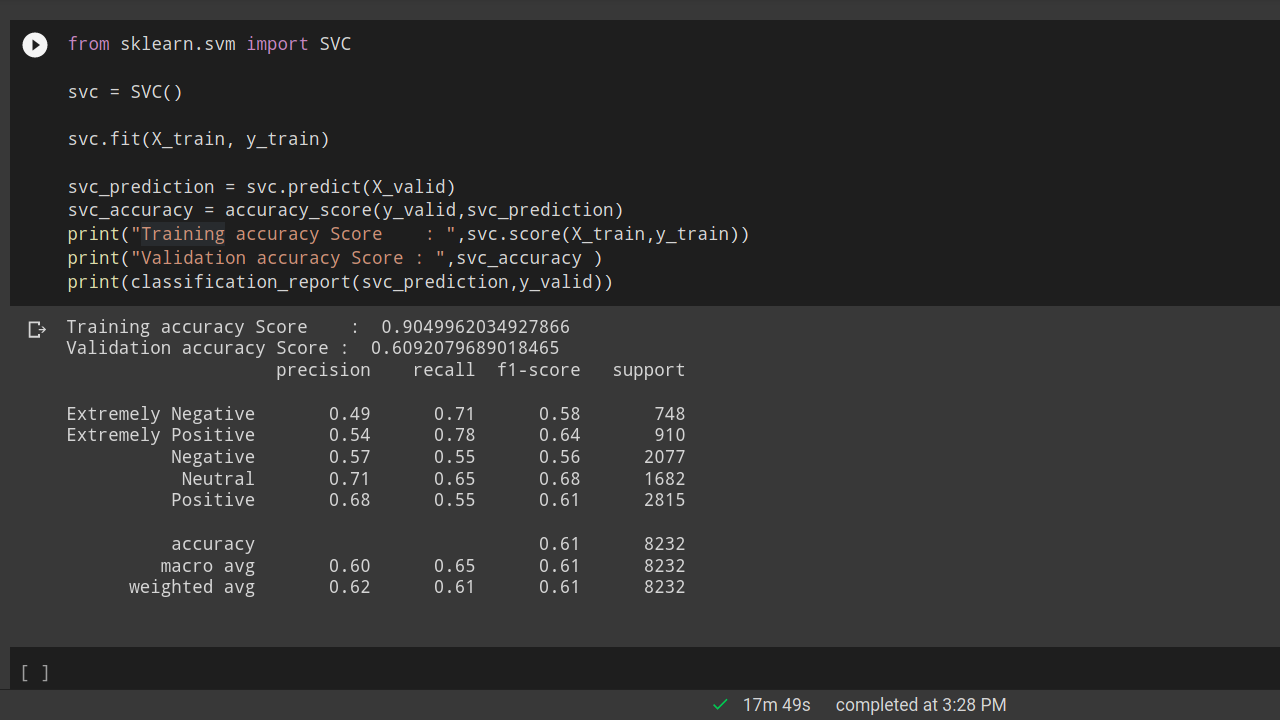 from sklearn.svm import SVC
svc = SVC()
svc.fit(X_train, y_train)
svc_prediction = svc.predict(X_valid)
svc_accuracy = accuracy_score(y_valid,svc_prediction)
print("Training accuracy Score    : ",svc.score(X_train,y_train))
print("Validation accuracy Score : ",svc_accuracy )
print(classification_report(svc_prediction,y_valid))
Training accuracy Score    :  0.9049962034927866
Validation accuracy Score :  0.6092079689018465
precision    recall  f1-score   support
Extremely Negative       0.49      0.71      0.58       748
Extremely Positive       0.54      0.78      0.64       910
Negative       0.57      0.55      0.56      2077
Neutral       0.71      0.65      0.68      1682
Positive       0.68      0.55      0.61      2815
accuracy                           0.61      8232
macro avg       0.60      0.65      0.61      8232
weighted avg       0.62      0.61      0.61      8232
[ ]
17m 49s    completed at 3:28 PM